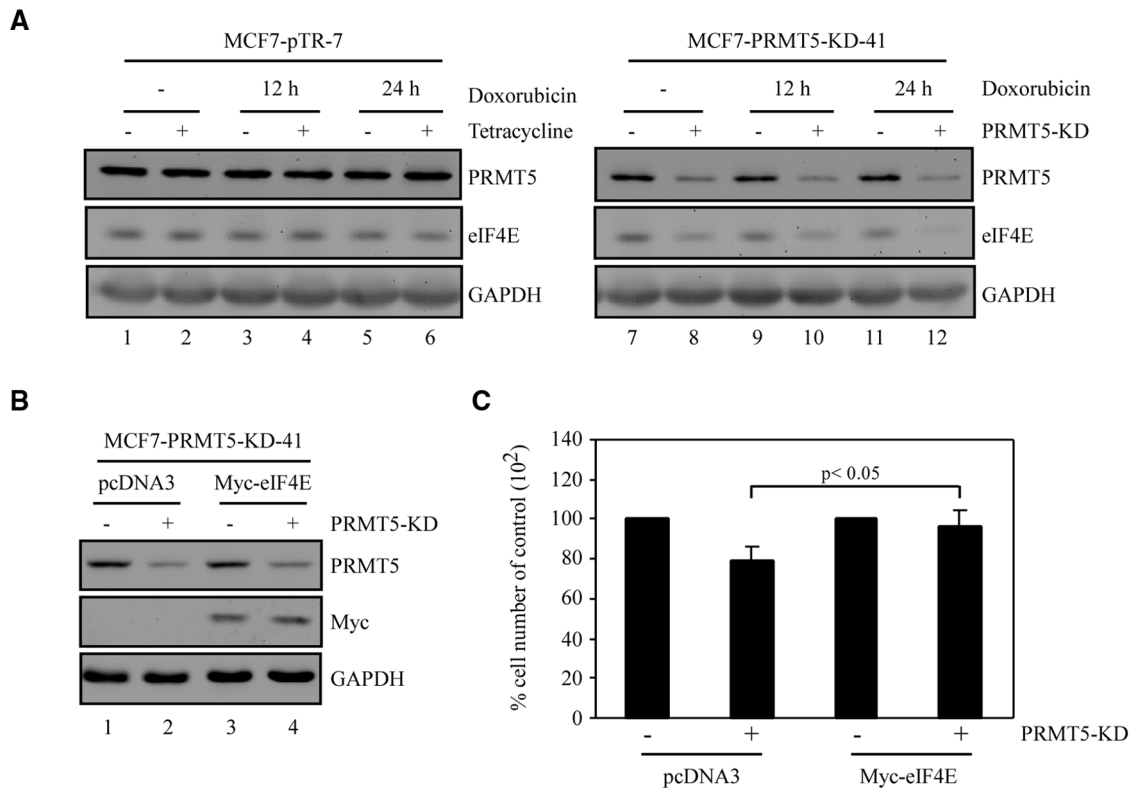 A
MCF7-pTR-7
MCF7-PRMT5-KD-41
- 12 h 24 h Doxorubicin
- 12 h 24 h Doxorubicin
- + - + - + Tetracycline
- + - + - + PRMT5-KD
PRMT5
PRMT5
eIF4E
eIF4E
GAPDH
GAPDH
1 2 3 4 5 6
7 8 9 10 11 12
B
MCF7-PRMT5-KD-41
pcDNA3 Myc-eIF4E
- + - + PRMT5-KD
PRMT5
Myc
GAPDH
1 2 3 4
C
% cell number of control (10²)
140
120
100
80
60
40
20
0
p< 0.05
- + - + PRMT5-KD
pcDNA3 Myc-eIF4E